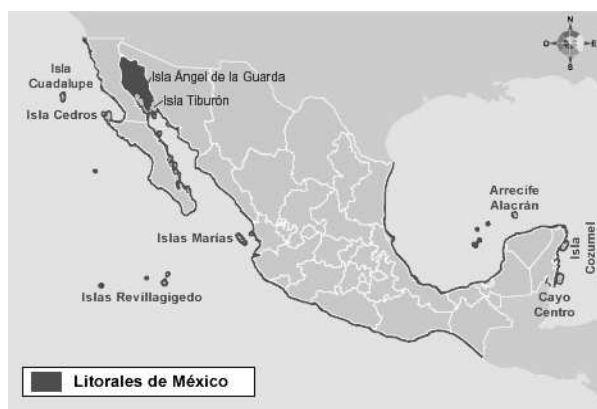 N
O
E
S
Isla
Guadalupe
Isla Cedros
Isla Ángel de la Guarda
Isla Tiburón
Arrecife
Alacrán
Isla
Cozumel
Islas Marías
Islas Revillagigedo
Cayo
Centro
Litorales de México